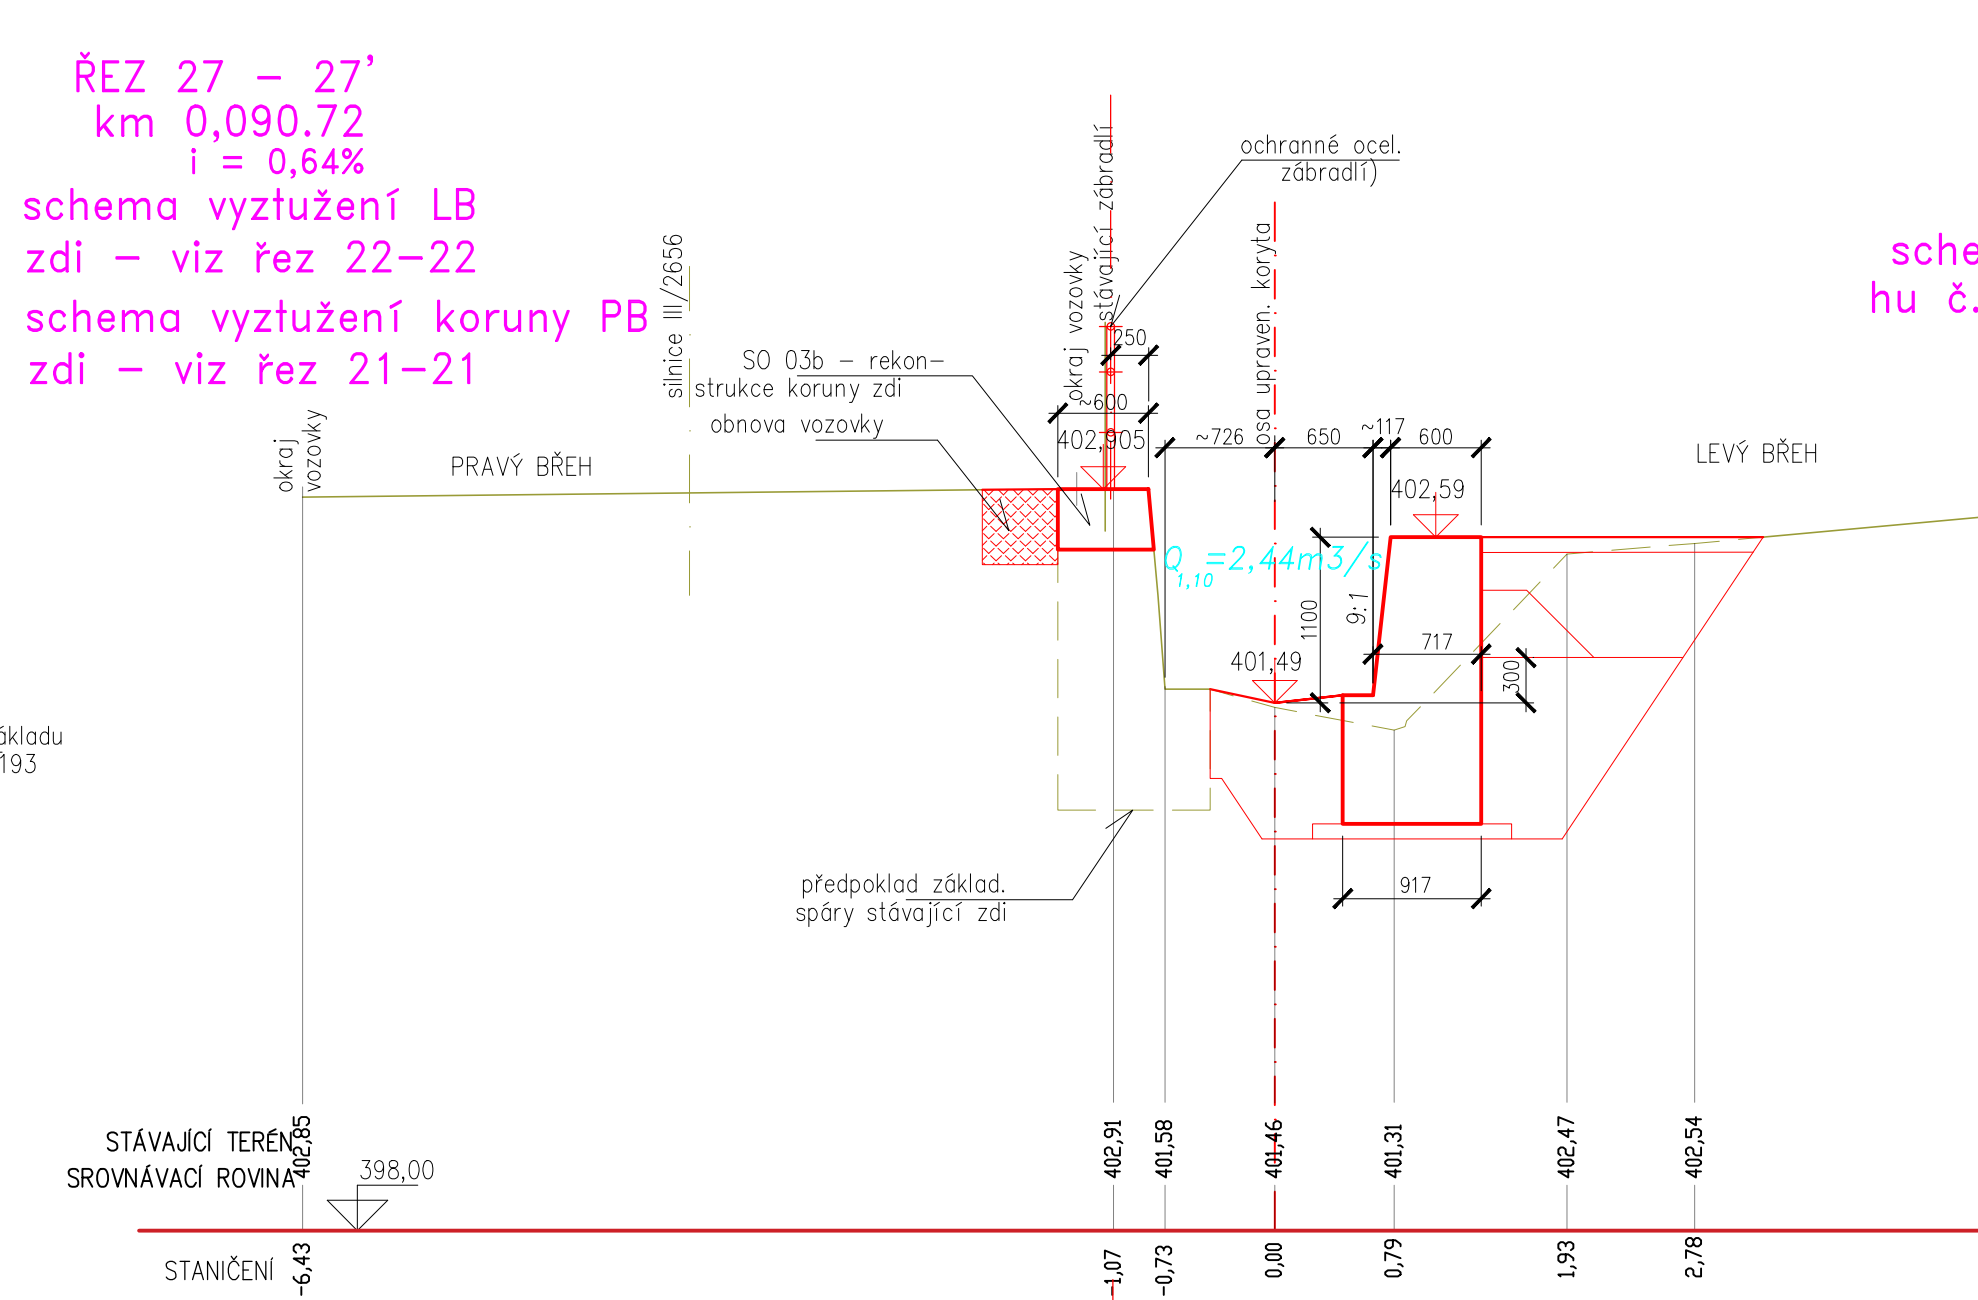 ŘEZ 27 – 27'
km 0,090.72
i = 0,64%
schema vyztužení LB
zdi – viz řez 22–22
schema vyztužení koruny PB
zdi – viz řez 21–21
okraj
vozovky
silnice III/2656
PRAVÝ BŘEH
SO 03b – rekon–
strukce koruny zdi
obnova vozovky
okraj vozovky
stávající zábradlí
ochranné ocel.
zábradlí)
osa upraven. koryta
250
~600
402,905
~726
650
~117
600
402,59
LEVÝ BŘEH
Q1,10=2,44m3/s
1100
9:1
717
300
401,49
917
předpoklad základ.
spáry stávající zdi
ákladu
193
sche
hu č.
STÁVAJÍCÍ TERÉN
SROVNÁVACÍ ROVINA
398,00
402,85
402,91
401,58
401,46
401,31
402,47
402,54
STANIČENÍ
-6,43
-1,07
-0,73
0,00
0,79
1,93
2,78